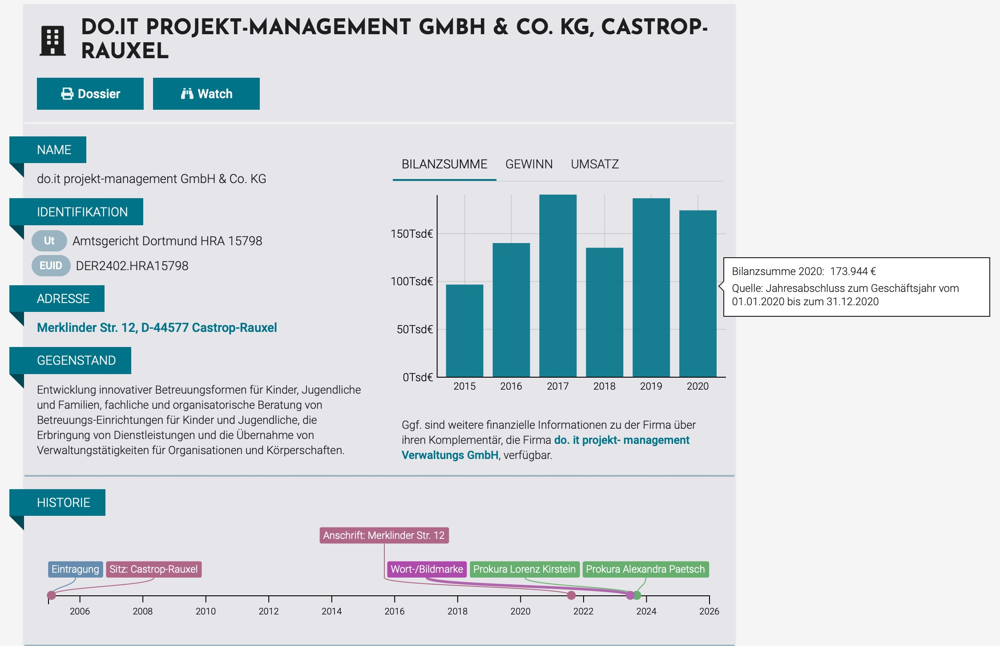 DO.IT PROJEKT-MANAGEMENT GMBH & CO. KG, CASTROP-
RAUXEL
Dossier
Watch
NAME
do.it projekt-management GmbH & Co. KG
IDENTIFIKATION
Ut Amtsgericht Dortmund HRA 15798
EUID DER2402.HRA15798
ADRESSE
Merklinder Str. 12, D-44577 Castrop-Rauxel
GEGENSTAND
Entwicklung innovativer Betreuungsformen für Kinder, Jugendliche
und Familien, fachliche und organisatorische Beratung von
Betreuungs-Einrichtungen für Kinder und Jugendliche, die
Erbringung von Dienstleistungen und die Übernahme von
Verwaltungstätigkeiten für Organisationen und Körperschaften.
BILANZSUMME GEWINN UMSATZ
150Tsd€
100Tsd€
50Tsd€
0Tsd€
2015 2016 2017 2018 2019 2020
Bilanzsumme 2020: 173.944 €
Quelle: Jahresabschluss zum Geschäftsjahr vom
01.01.2020 bis zum 31.12.2020
Ggf. sind weitere finanzielle Informationen zu der Firma über
ihren Komplementär, die Firma do. it projekt- management
Verwaltungs GmbH, verfügbar.
HISTORIE
Anschrift: Merklinder Str. 12
Eintragung Sitz: Castrop-Rauxel Wort-/Bildmarke Prokura Lorenz Kirstein Prokura Alexandra Paetsch
2006 2008 2010 2012 2014 2016 2018 2020 2022 2024 2026